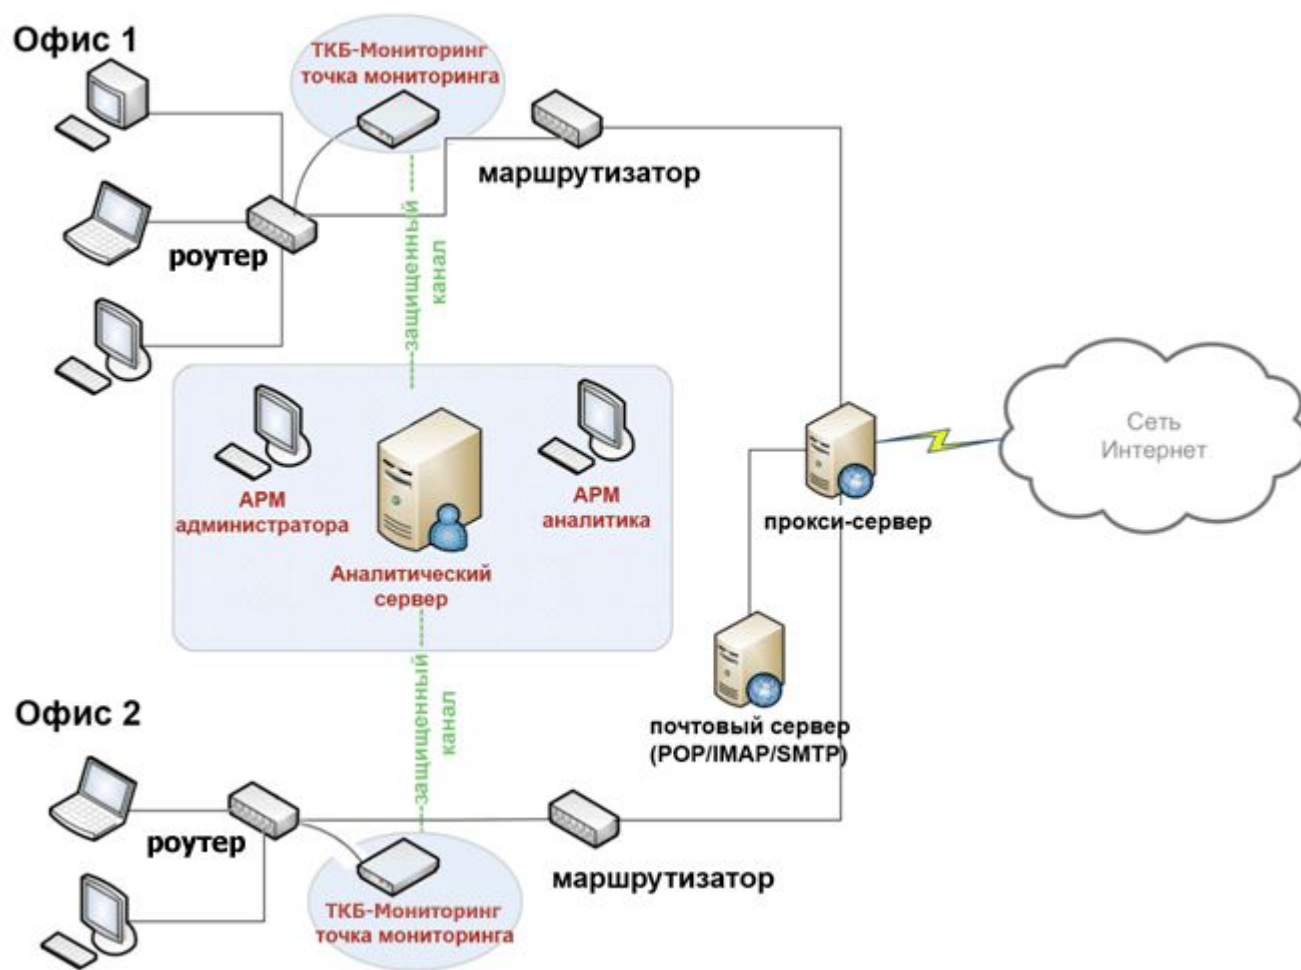 Офис 1
ТКБ-Мониторинг
точка мониторинга
маршрутизатор
роутер
защищенный
канал
АРМ
администратора
Аналитический
сервер
АРМ
аналитика
Сеть
Интернет
прокси-сервер
почтовый сервер
(POP/IMAP/SMTP)
защищенный
канал
Офис 2
роутер
маршрутизатор
ТКБ-Мониторинг
точка мониторинга